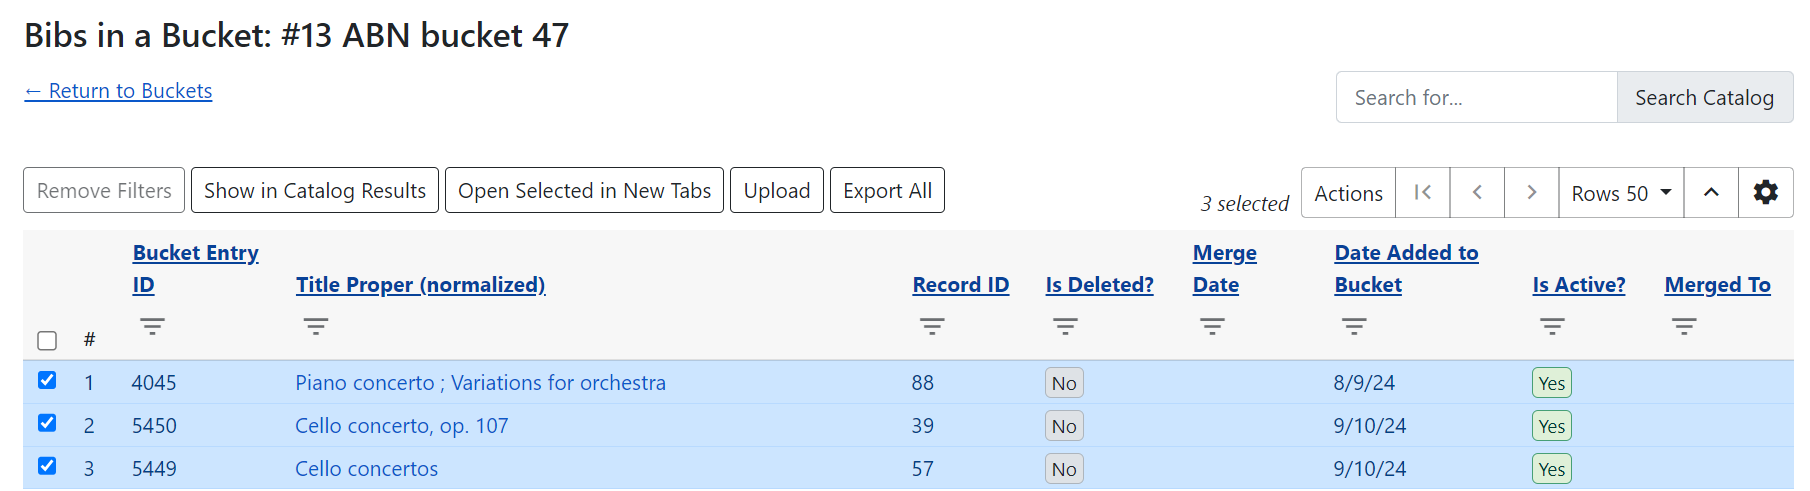 Bibs in a Bucket: #13 ABN bucket 47
← Return to Buckets
Search for...
Search Catalog
Remove Filters
Show in Catalog Results
Open Selected in New Tabs
Upload
Export All
3 selected
Actions
Rows 50
#
Bucket Entry
ID
Title Proper (normalized)
Record ID
Is Deleted?
Merge
Date
Date Added to
Bucket
Is Active?
Merged To
1 4045 Piano concerto ; Variations for orchestra 88 No 8/9/24 Yes
2 5450 Cello concerto, op. 107 39 No 9/10/24 Yes
3 5449 Cello concertos 57 No 9/10/24 Yes